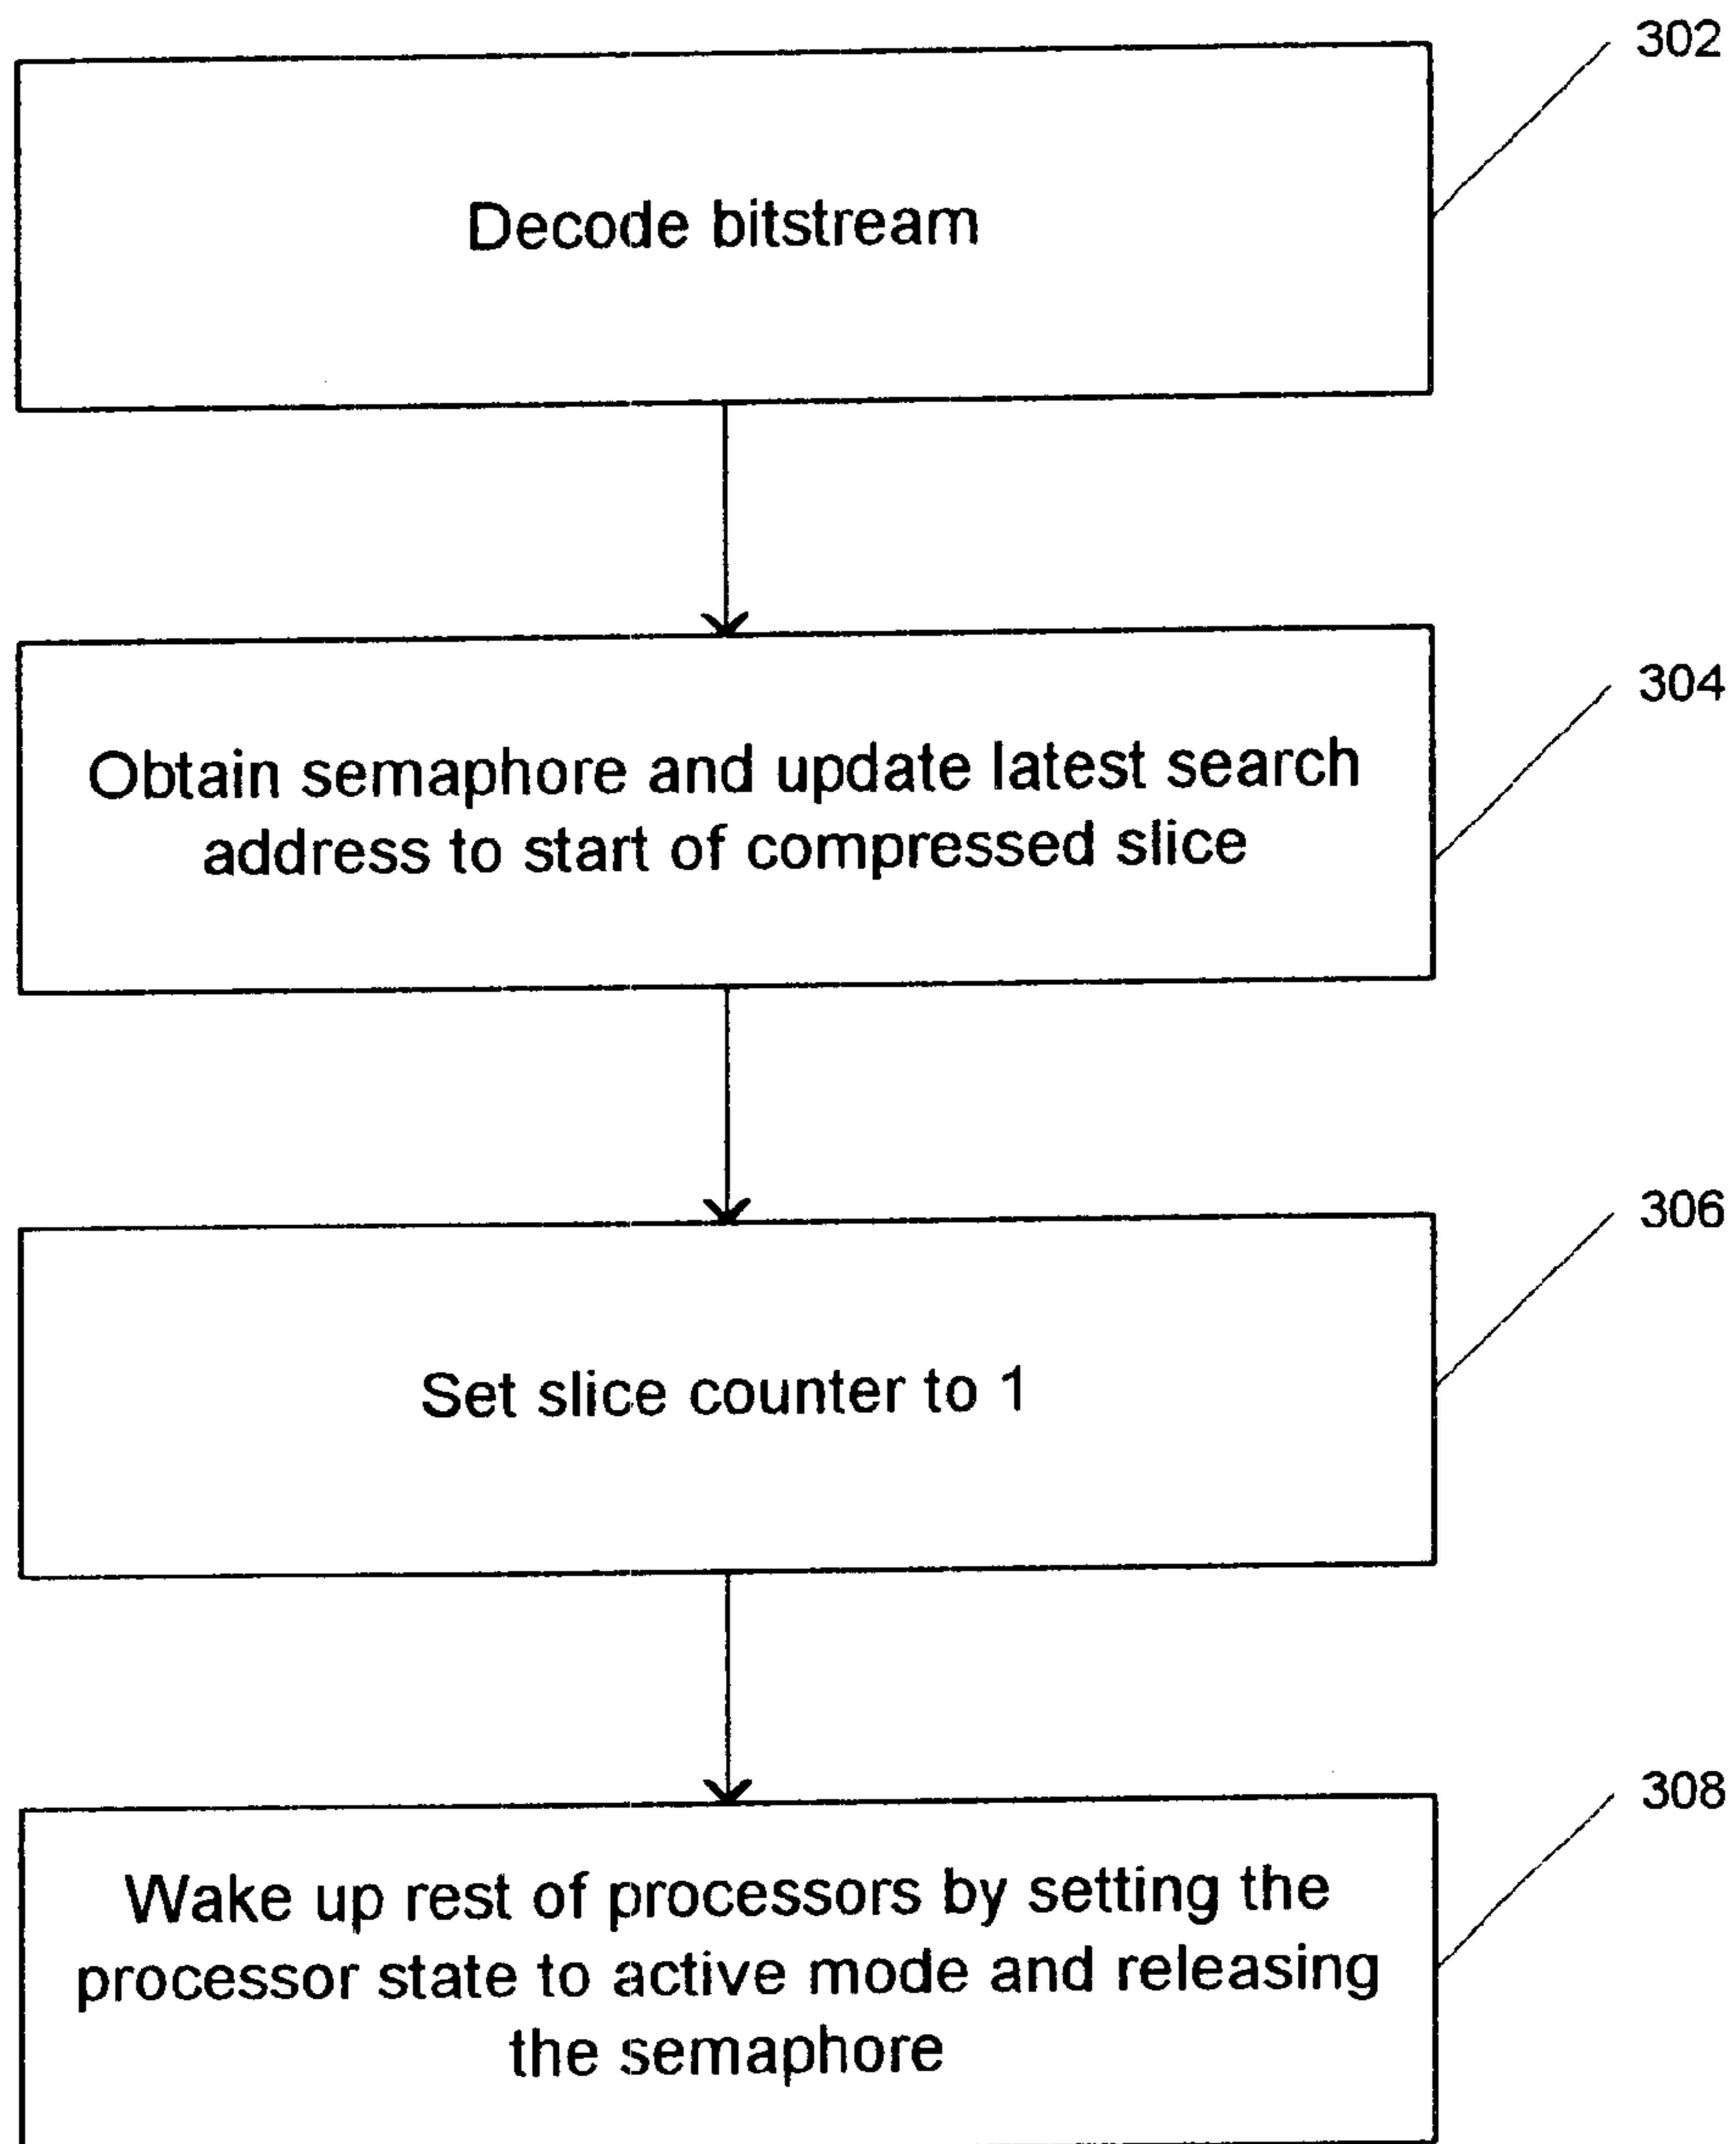 302
Decode bitstream
304
Obtain semaphore and update latest search
address to start of compressed slice
306
Set slice counter to 1
308
Wake up rest of processors by setting the
processor state to active mode and releasing
the semaphore